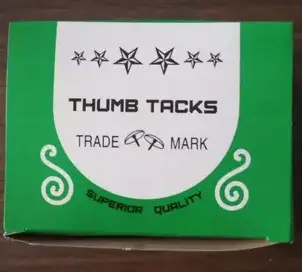 THUMB TACKS
TRADE MARK
SUPERIOR QUALITY